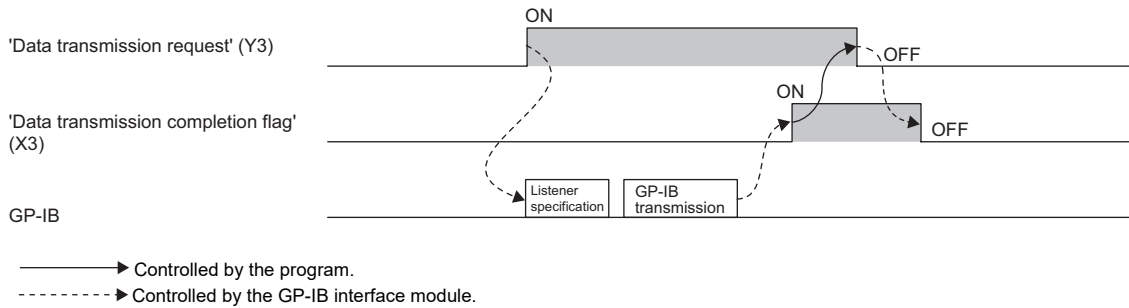 ON
'Data transmission request' (Y3)
OFF
ON
'Data transmission completion flag'
(X3)
OFF
Listener
specification
GP-IB
transmission
GP-IB
Controlled by the program.
Controlled by the GP-IB interface module.